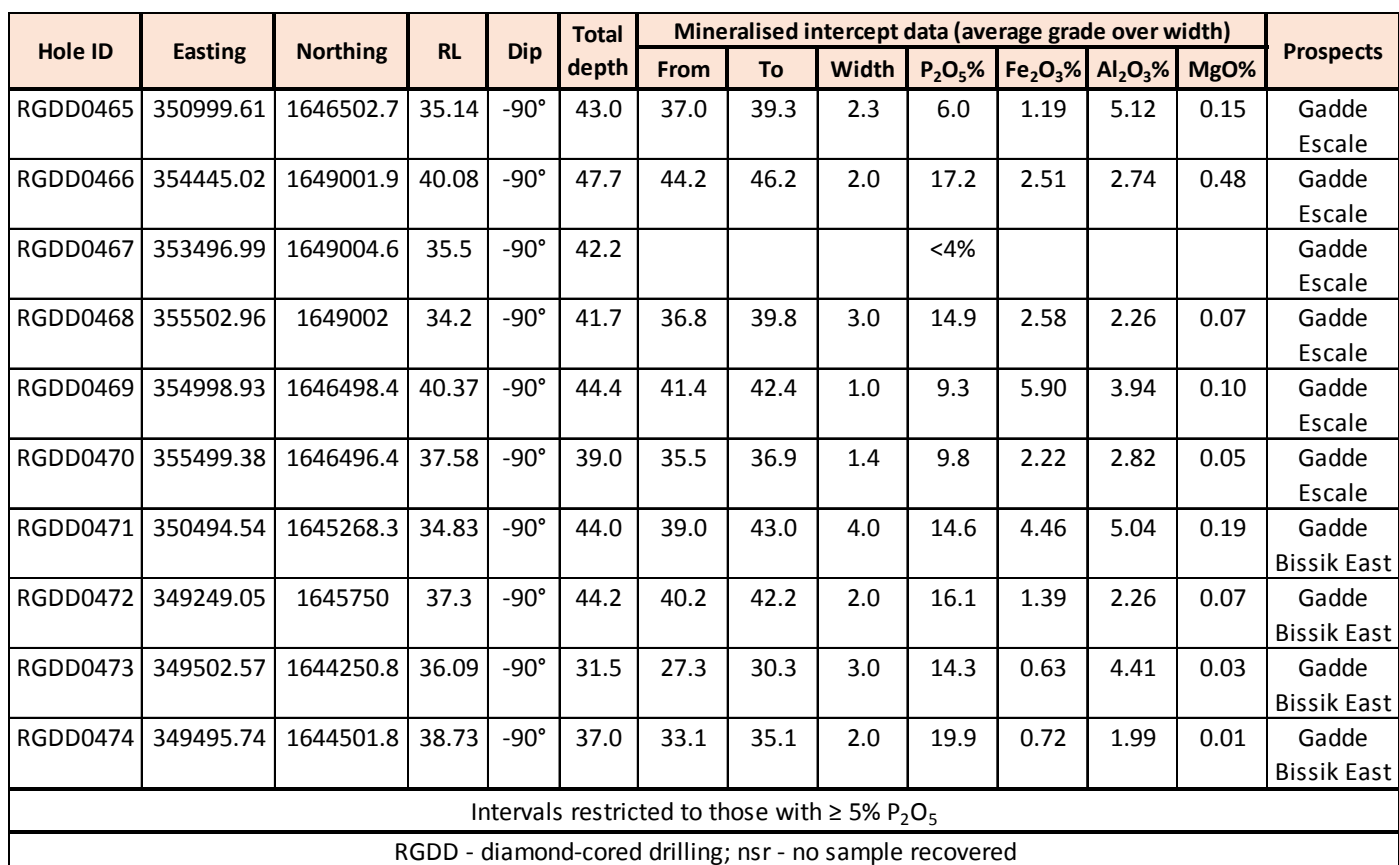 Hole ID Easting Northing RL Dip Total depth Mineralised intercept data (average grade over width) Prospects
From To Width P₂O₅% Fe₂O₃% Al₂O₃% MgO%
RGDD0465 350999.61 1646502.7 35.14 -90° 43.0 37.0 39.3 2.3 6.0 1.19 5.12 0.15 Gadde
Escale
RGDD0466 354445.02 1649001.9 40.08 -90° 47.7 44.2 46.2 2.0 17.2 2.51 2.74 0.48 Gadde
Escale
RGDD0467 353496.99 1649004.6 35.5 -90° 42.2 <4% Gadde
Escale
RGDD0468 355502.96 1649002 34.2 -90° 41.7 36.8 39.8 3.0 14.9 2.58 2.26 0.07 Gadde
Escale
RGDD0469 354998.93 1646498.4 40.37 -90° 44.4 41.4 42.4 1.0 9.3 5.90 3.94 0.10 Gadde
Escale
RGDD0470 355499.38 1646496.4 37.58 -90° 39.0 35.5 36.9 1.4 9.8 2.22 2.82 0.05 Gadde
Escale
RGDD0471 350494.54 1645268.3 34.83 -90° 44.0 39.0 43.0 4.0 14.6 4.46 5.04 0.19 Gadde
Bissik East
RGDD0472 349249.05 1645750 37.3 -90° 44.2 40.2 42.2 2.0 16.1 1.39 2.26 0.07 Gadde
Bissik East
RGDD0473 349502.57 1644250.8 36.09 -90° 31.5 27.3 30.3 3.0 14.3 0.63 4.41 0.03 Gadde
Bissik East
RGDD0474 349495.74 1644501.8 38.73 -90° 37.0 33.1 35.1 2.0 19.9 0.72 1.99 0.01 Gadde
Bissik East
Intervals restricted to those with ≥ 5% P₂O₅
RGDD - diamond-cored drilling; nsr - no sample recovered